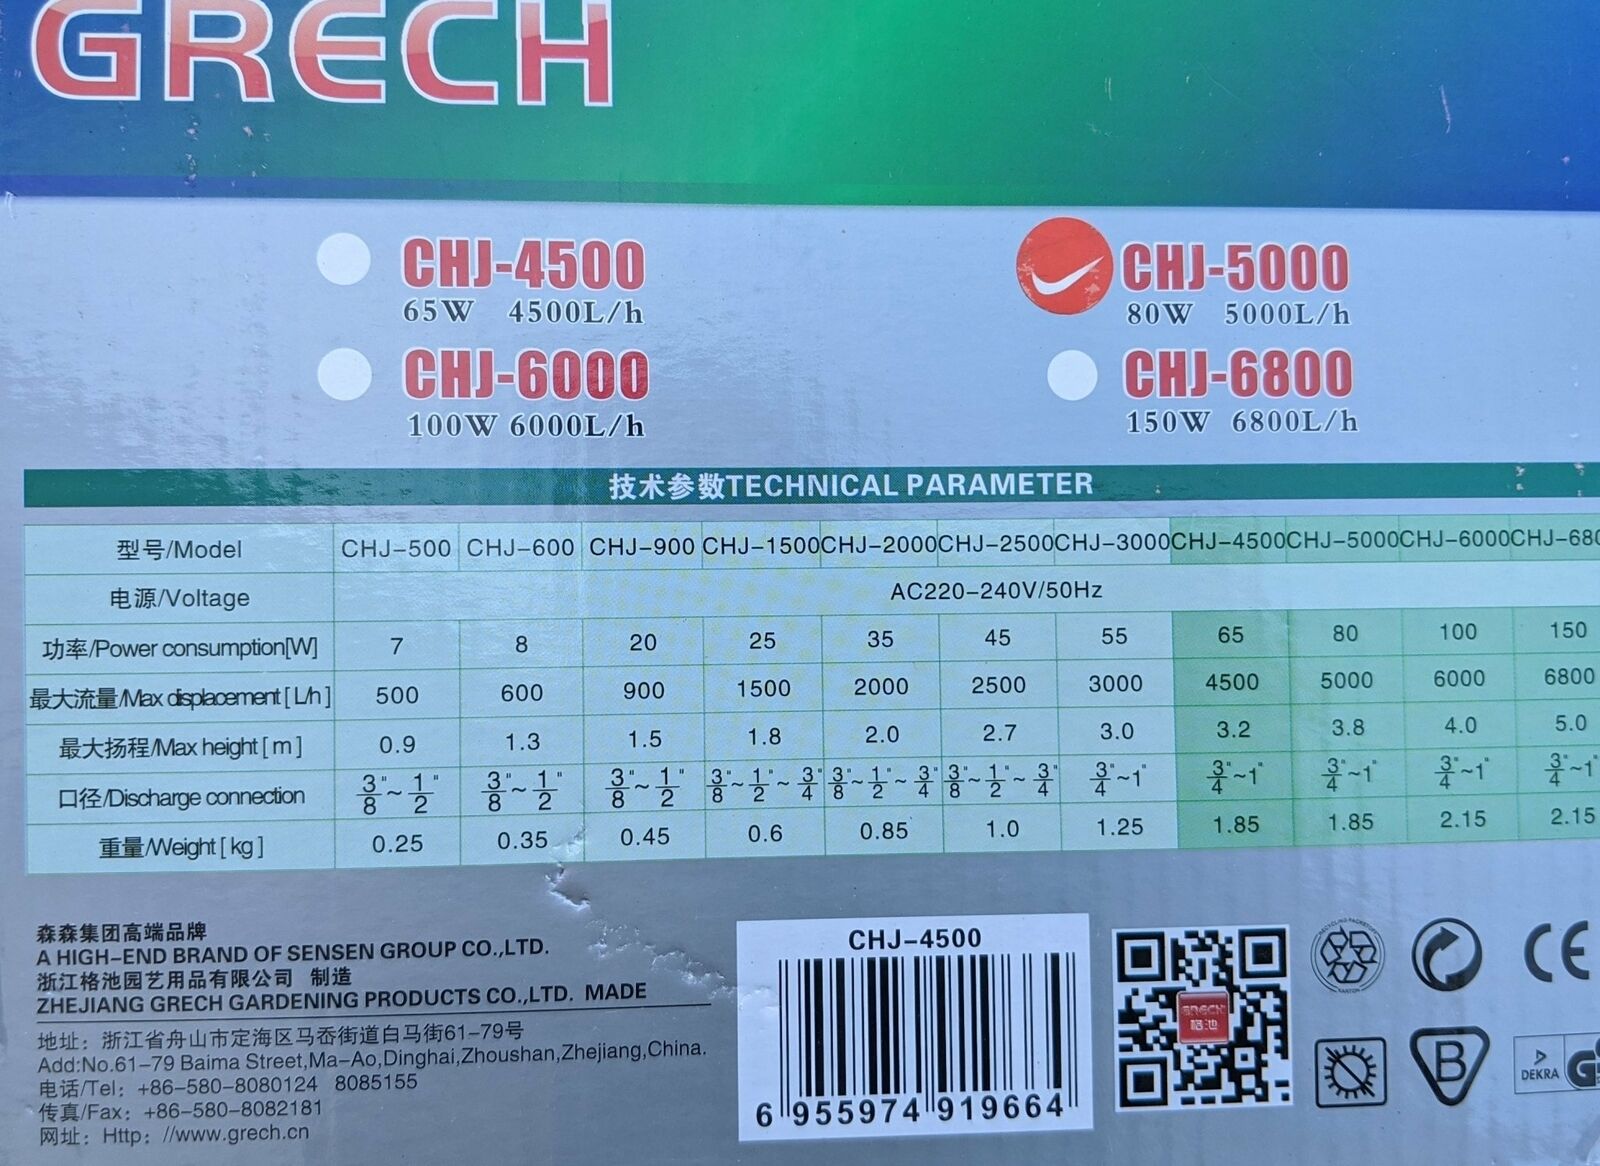 GRECH
CHJ-4500
65W 4500L/h
CHJ-5000
80W 5000L/h
CHJ-6000
100W 6000L/h
CHJ-6800
150W 6800L/h
技术参数TECHNICAL PARAMETER
型号/Model CHJ-500 CHJ-600 CHJ-900 CHJ-1500 CHJ-2000 CHJ-2500 CHJ-3000 CHJ-4500 CHJ-5000 CHJ-6000 CHJ-680
电源/Voltage AC220-240V/50Hz
功率/Power consumption[W] 7 8 20 25 35 45 55 65 80 100 150
最大流量/Max displacement [ L/h ] 500 600 900 1500 2000 2500 3000 4500 5000 6000 6800
最大扬程/Max height [ m ] 0.9 1.3 1.5 1.8 2.0 2.7 3.0 3.2 3.8 4.0 5.0
口径/Discharge connection 3/8"~1/2" 3/8"~1/2" 3/8"~1/2" 3/8"~1/2"~3/4" 3/8"~1/2"~3/4" 3/8"~1/2"~3/4" 3/4"~1" 3/4"~1" 3/4"~1" 3/4"~1" 3/4"~1"
重量/Weight [ kg ] 0.25 0.35 0.45 0.6 0.85 1.0 1.25 1.85 1.85 2.15 2.15
森森集团高端品牌
A HIGH-END BRAND OF SENSEN GROUP CO.,LTD.
浙江格池园艺用品有限公司 制造
ZHEJIANG GRECH GARDENING PRODUCTS CO.,LTD. MADE
地址：浙江省舟山市定海区马岙街道白马街61-79号
Add:No.61-79 Baima Street,Ma-Ao,Dinghai,Zhoushan,Zhejiang,China.
电话/Tel：+86-580-8080124 8085155
传真/Fax：+86-580-8082181
网址：Http：//www.grech.cn
CHJ-4500
6 955974 919664
GRECH
格池
CE
B
DEKRA
GS